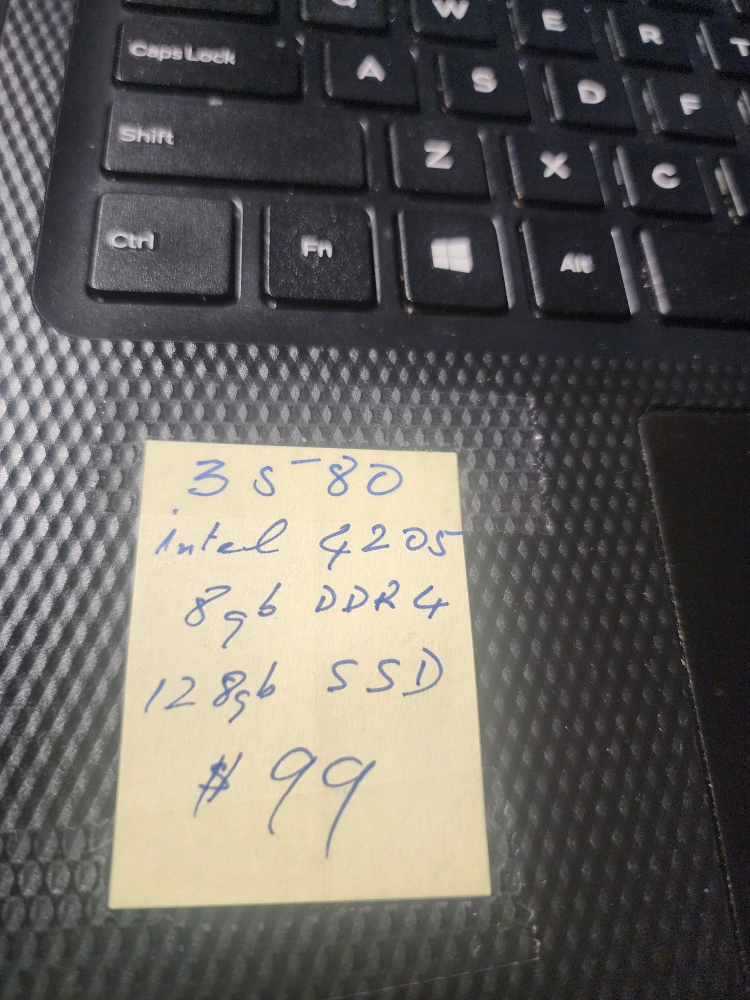 Q W E R T
Caps Lock A S D F
Shift Z X C
Ctrl Fn Alt
3580
intel 4205
8gb DDR4
128gb SSD
$ 99